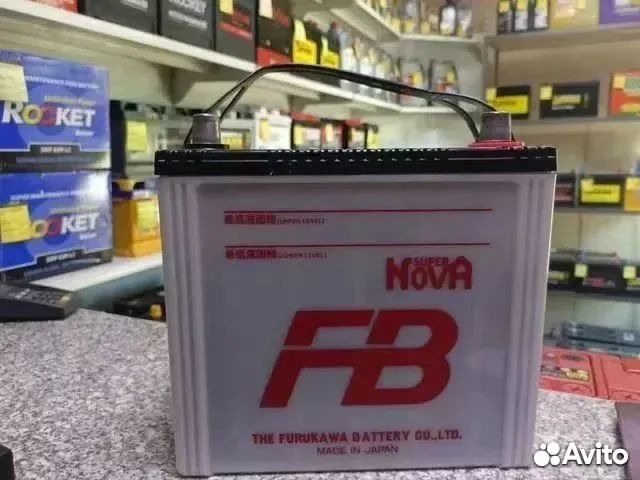 ROCKET
ROCKET
最高液面線 (UPPER LEVEL)
最低液面線 (LOWER LEVEL)
SUPER
NOVA
FB
THE FURUKAWA BATTERY CO.,LTD.
MADE IN JAPAN
Avito